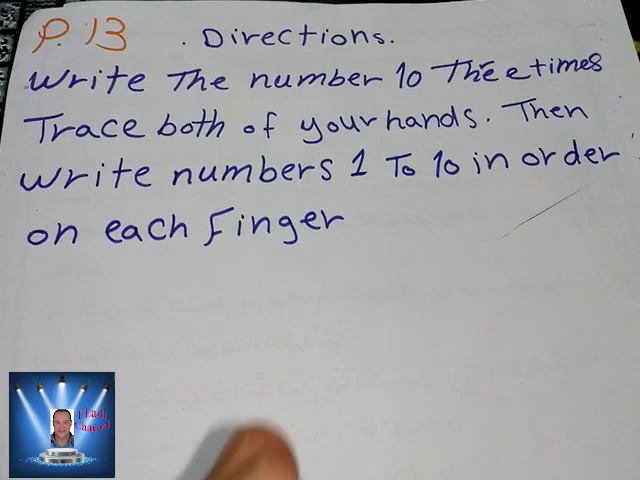 P. 13
. Directions.
Write The number 10 Thee times
Trace both of your hands. Then
Write numbers 1 To 10 in order
on each Finger